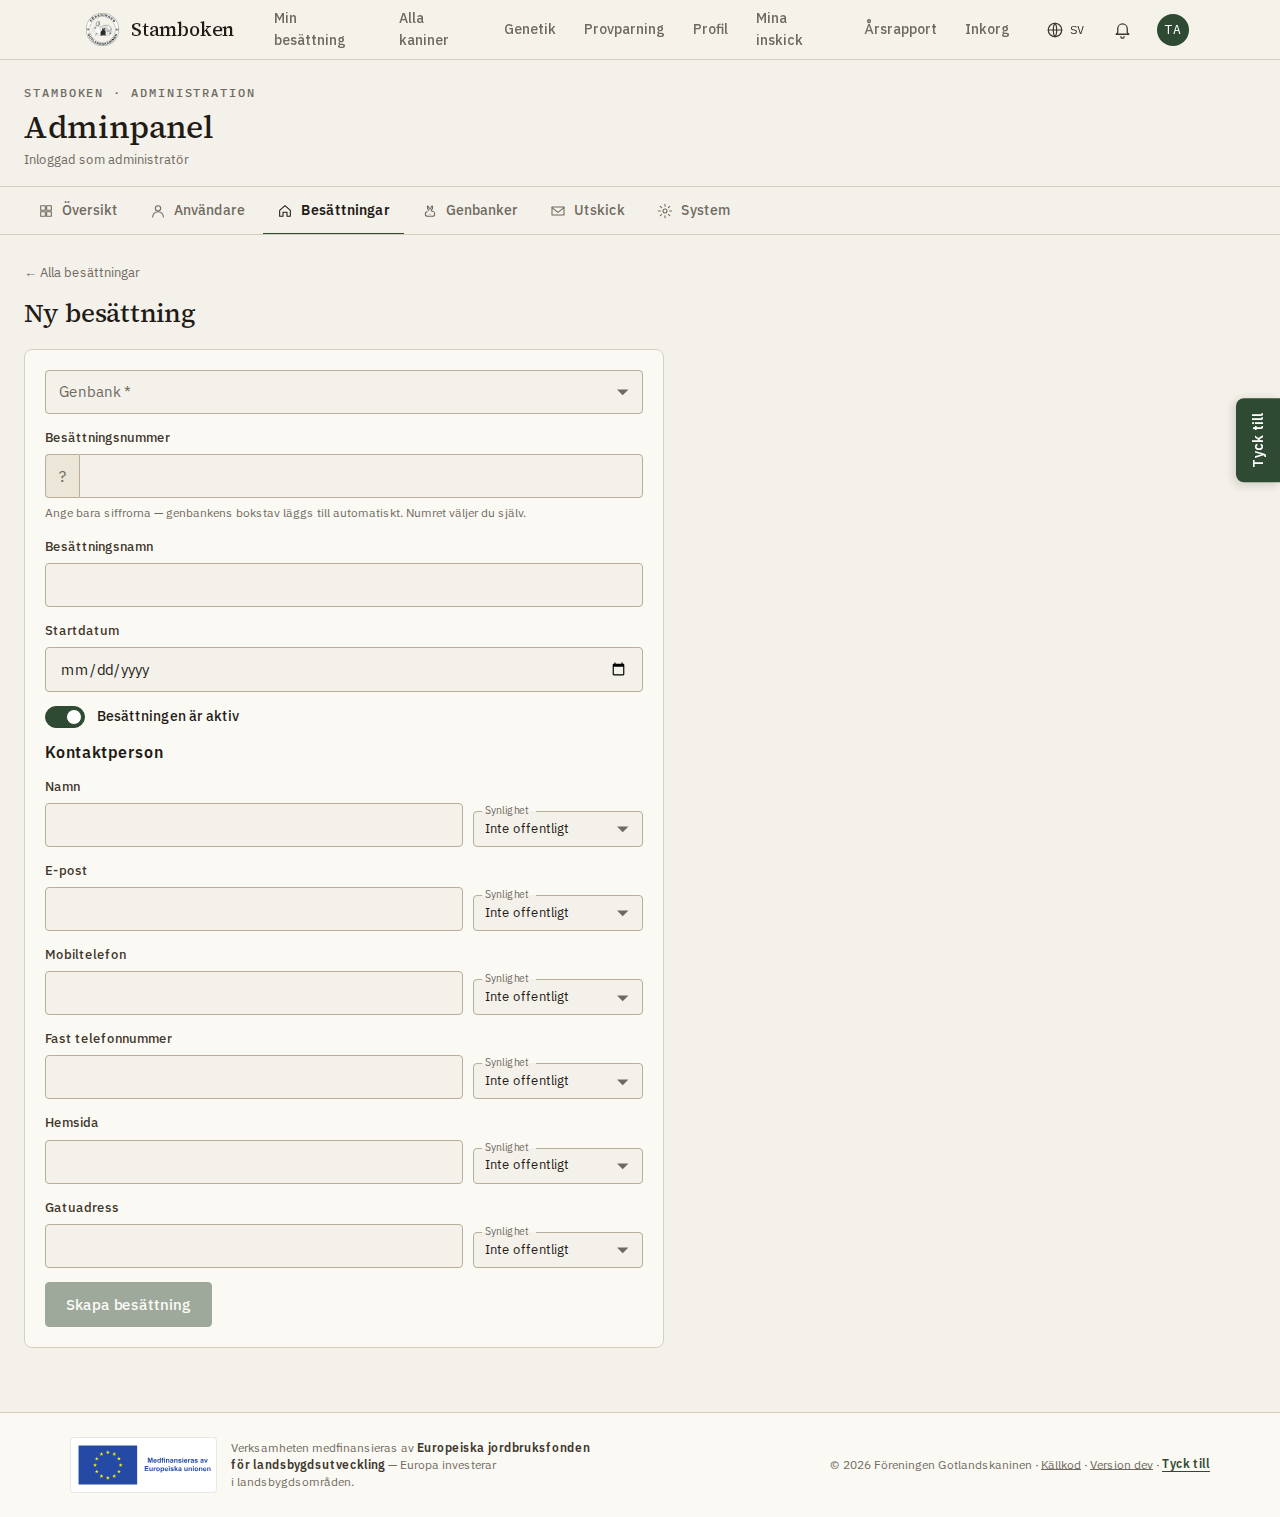 Stamboken
Min besättning
Alla kaniner
Genetik
Provparning
Profil
Mina inskick
Årsrapport
Inkorg
SV
TA
STAMBOKEN · ADMINISTRATION
Adminpanel
Inloggad som administratör
Översikt
Användare
Besättningar
Genbanker
Utskick
System
← Alla besättningar
Ny besättning
Genbank *
Besättningsnummer
?
Ange bara siffrorna — genbankens bokstav läggs till automatiskt. Numret väljer du själv.
Besättningsnamn
Startdatum
mm/dd/yyyy
Besättningen är aktiv
Kontaktperson
Namn
Synlighet
Inte offentligt
E-post
Synlighet
Inte offentligt
Mobiltelefon
Synlighet
Inte offentligt
Fast telefonnummer
Synlighet
Inte offentligt
Hemsida
Synlighet
Inte offentligt
Gatuadress
Synlighet
Inte offentligt
Skapa besättning
Tyck till
Medfinansieras av
Europeiska unionen
Verksamheten medfinansieras av Europeiska jordbruksfonden
för landsbygdsutveckling — Europa investerar
i landsbygdsområden.
© 2026 Föreningen Gotlandskaninen · Källkod · Version dev · Tyck till